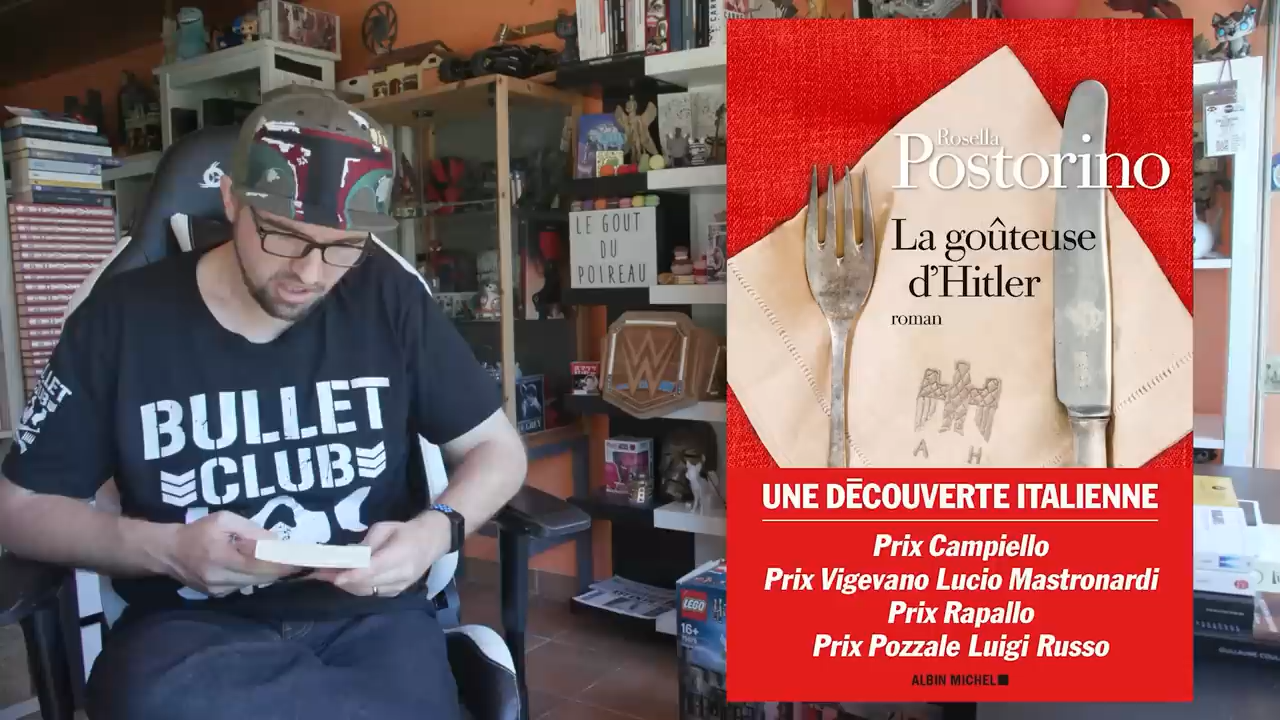 LE GOUT
DU
POIREAU
BULLET
CLUB
LEGO
16+
Rosella
Postorino
La goûteuse
d'Hitler
roman
A H
UNE DÉCOUVERTE ITALIENNE
Prix Campiello
Prix Vigevano Lucio Mastronardi
Prix Rapallo
Prix Pozzale Luigi Russo
ALBIN MICHEL